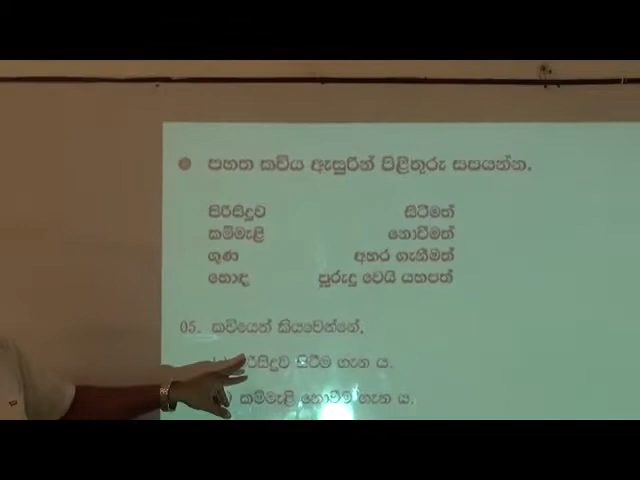 පහත කවිය ඇසුරින් පිළිතුරු සපයන්න.
පිරිසිදුව සිටීමත්
කම්මැළි නොවීමත්
ගුණ අහර ගැනීමත්
හොඳ පුරුදු වෙයි යහපත්
05. කවියෙන් කියවෙන්නේ,
සිටීම ගැන ය.
කම්මැළි නොවීම ගැන ය.